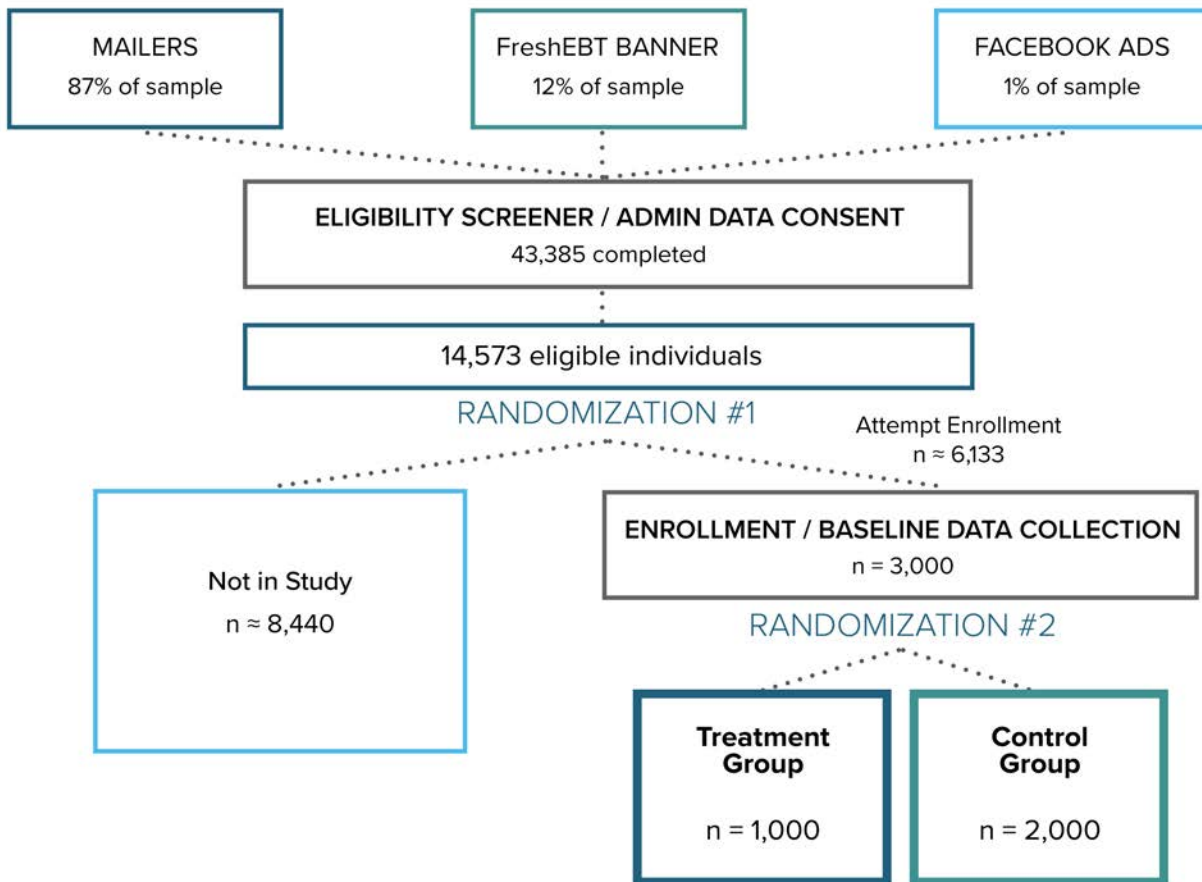 MAILERS
87% of sample
FreshEBT BANNER
12% of sample
FACEBOOK ADS
1% of sample
ELIGIBILITY SCREENER / ADMIN DATA CONSENT
43,385 completed
14,573 eligible individuals
RANDOMIZATION #1
Attempt Enrollment
n ≈ 6,133
Not in Study
n ≈ 8,440
ENROLLMENT / BASELINE DATA COLLECTION
n = 3,000
RANDOMIZATION #2
Treatment
Group
n = 1,000
Control
Group
n = 2,000